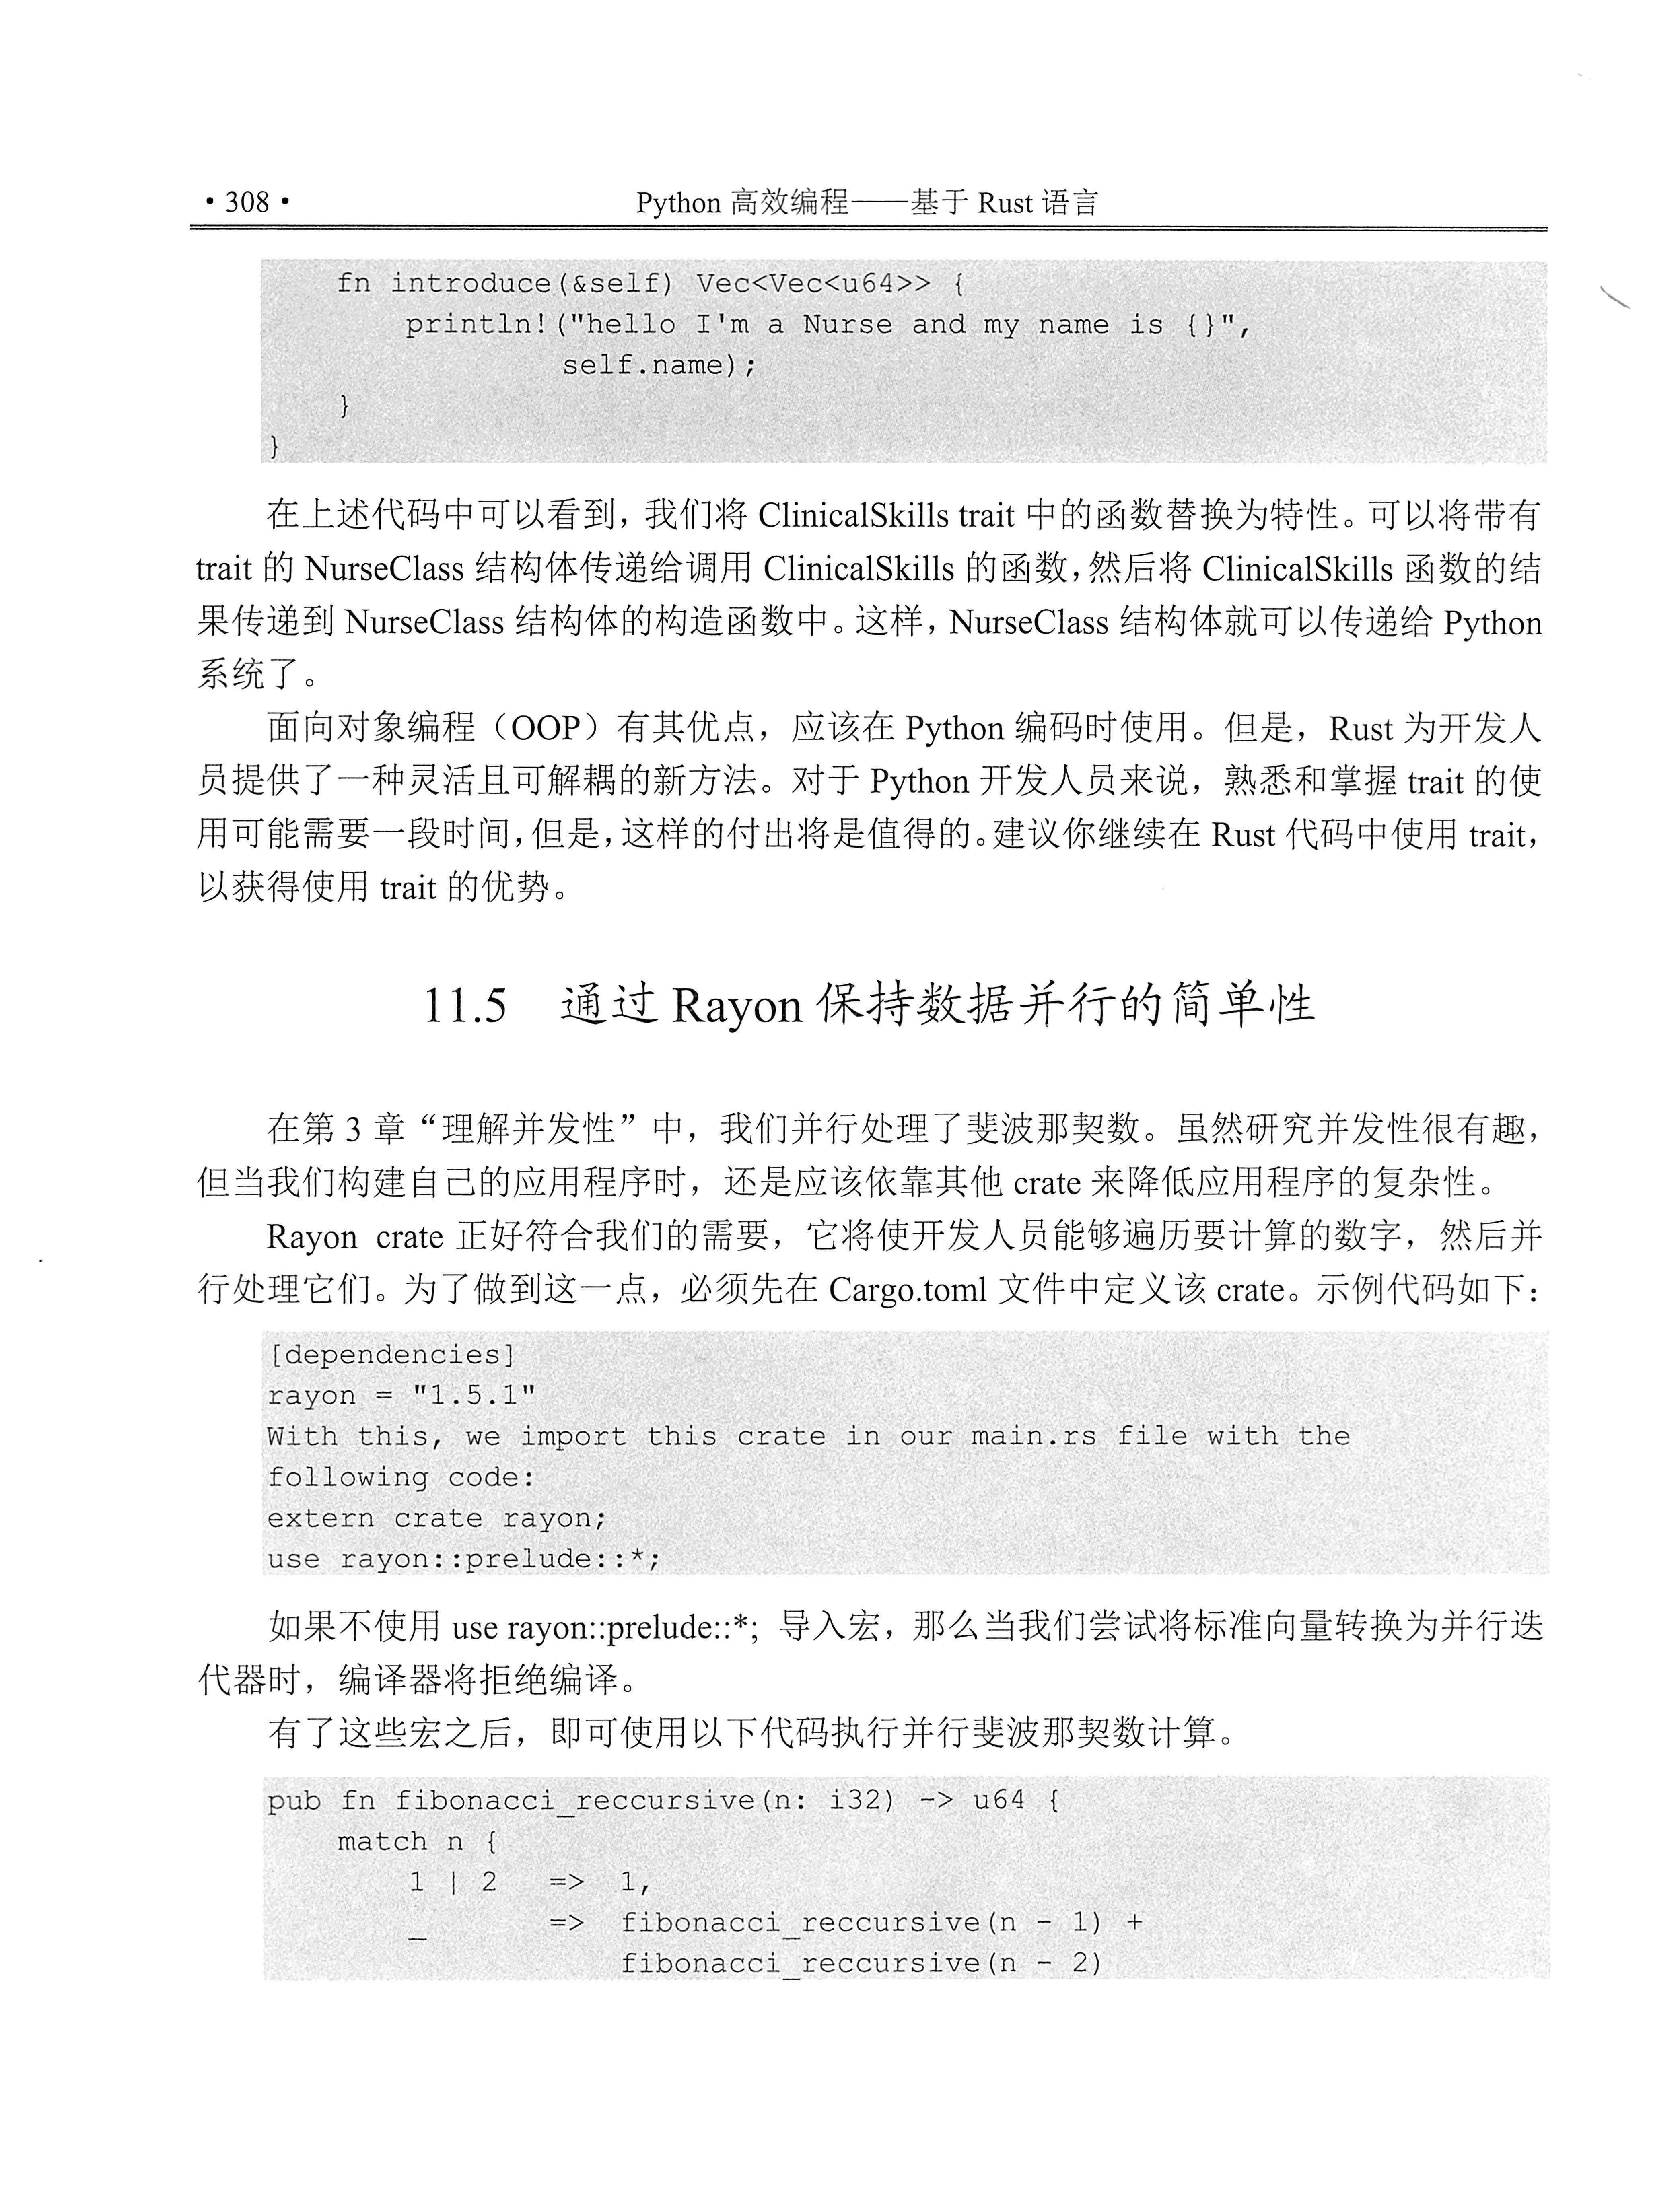 ·308· Python 高效编程——基于 Rust 语言
fn introduce(&self) Vec<Vec<u64>> {
println!("hello I'm a Nurse and my name is {}",
self.name);
}
}
在上述代码中可以看到，我们将 ClinicalSkills trait 中的函数替换为特性。可以将带有
trait 的 NurseClass 结构体传递给调用 ClinicalSkills 的函数，然后将 ClinicalSkills 函数的结
果传递到 NurseClass 结构体的构造函数中。这样，NurseClass 结构体就可以传递给 Python
系统了。
面向对象编程（OOP）有其优点，应该在 Python 编码时使用。但是，Rust 为开发人
员提供了一种灵活且可解耦的新方法。对于 Python 开发人员来说，熟悉和掌握 trait 的使
用可能需要一段时间，但是，这样的付出将是值得的。建议你继续在 Rust 代码中使用 trait，
以获得使用 trait 的优势。
11.5 通过 Rayon 保持数据并行的简单性
在第 3 章“理解并发性”中，我们并行处理了斐波那契数。虽然研究并发性很有趣，
但当我们构建自己的应用程序时，还是应该依靠其他 crate 来降低应用程序的复杂性。
Rayon crate 正好符合我们的需要，它将使开发人员能够遍历要计算的数字，然后并
行处理它们。为了做到这一点，必须先在 Cargo.toml 文件中定义该 crate。示例代码如下：
[dependencies]
rayon = "1.5.1"
With this, we import this crate in our main.rs file with the
following code:
extern crate rayon;
use rayon::prelude::*;
如果不使用 use rayon::prelude::*; 导入宏，那么当我们尝试将标准向量转换为并行迭
代器时，编译器将拒绝编译。
有了这些宏之后，即可使用以下代码执行并行斐波那契数计算。
pub fn fibonacci_reccursive(n: i32) -> u64 {
match n {
1 | 2 => 1,
_ => fibonacci_reccursive(n - 1) +
fibonacci_reccursive(n - 2)